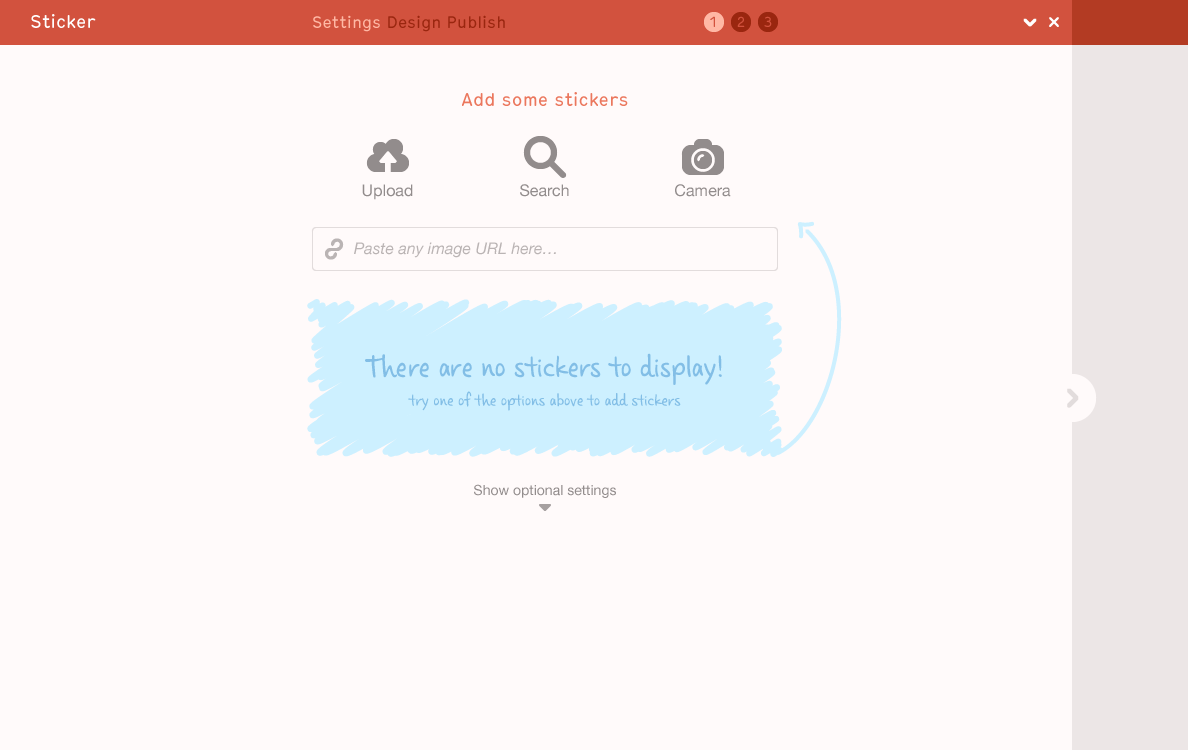 Sticker
Settings Design Publish
1 2 3
Add some stickers
Upload
Search
Camera
Paste any image URL here...
There are no stickers to display!
try one of the options above to add stickers
Show optional settings